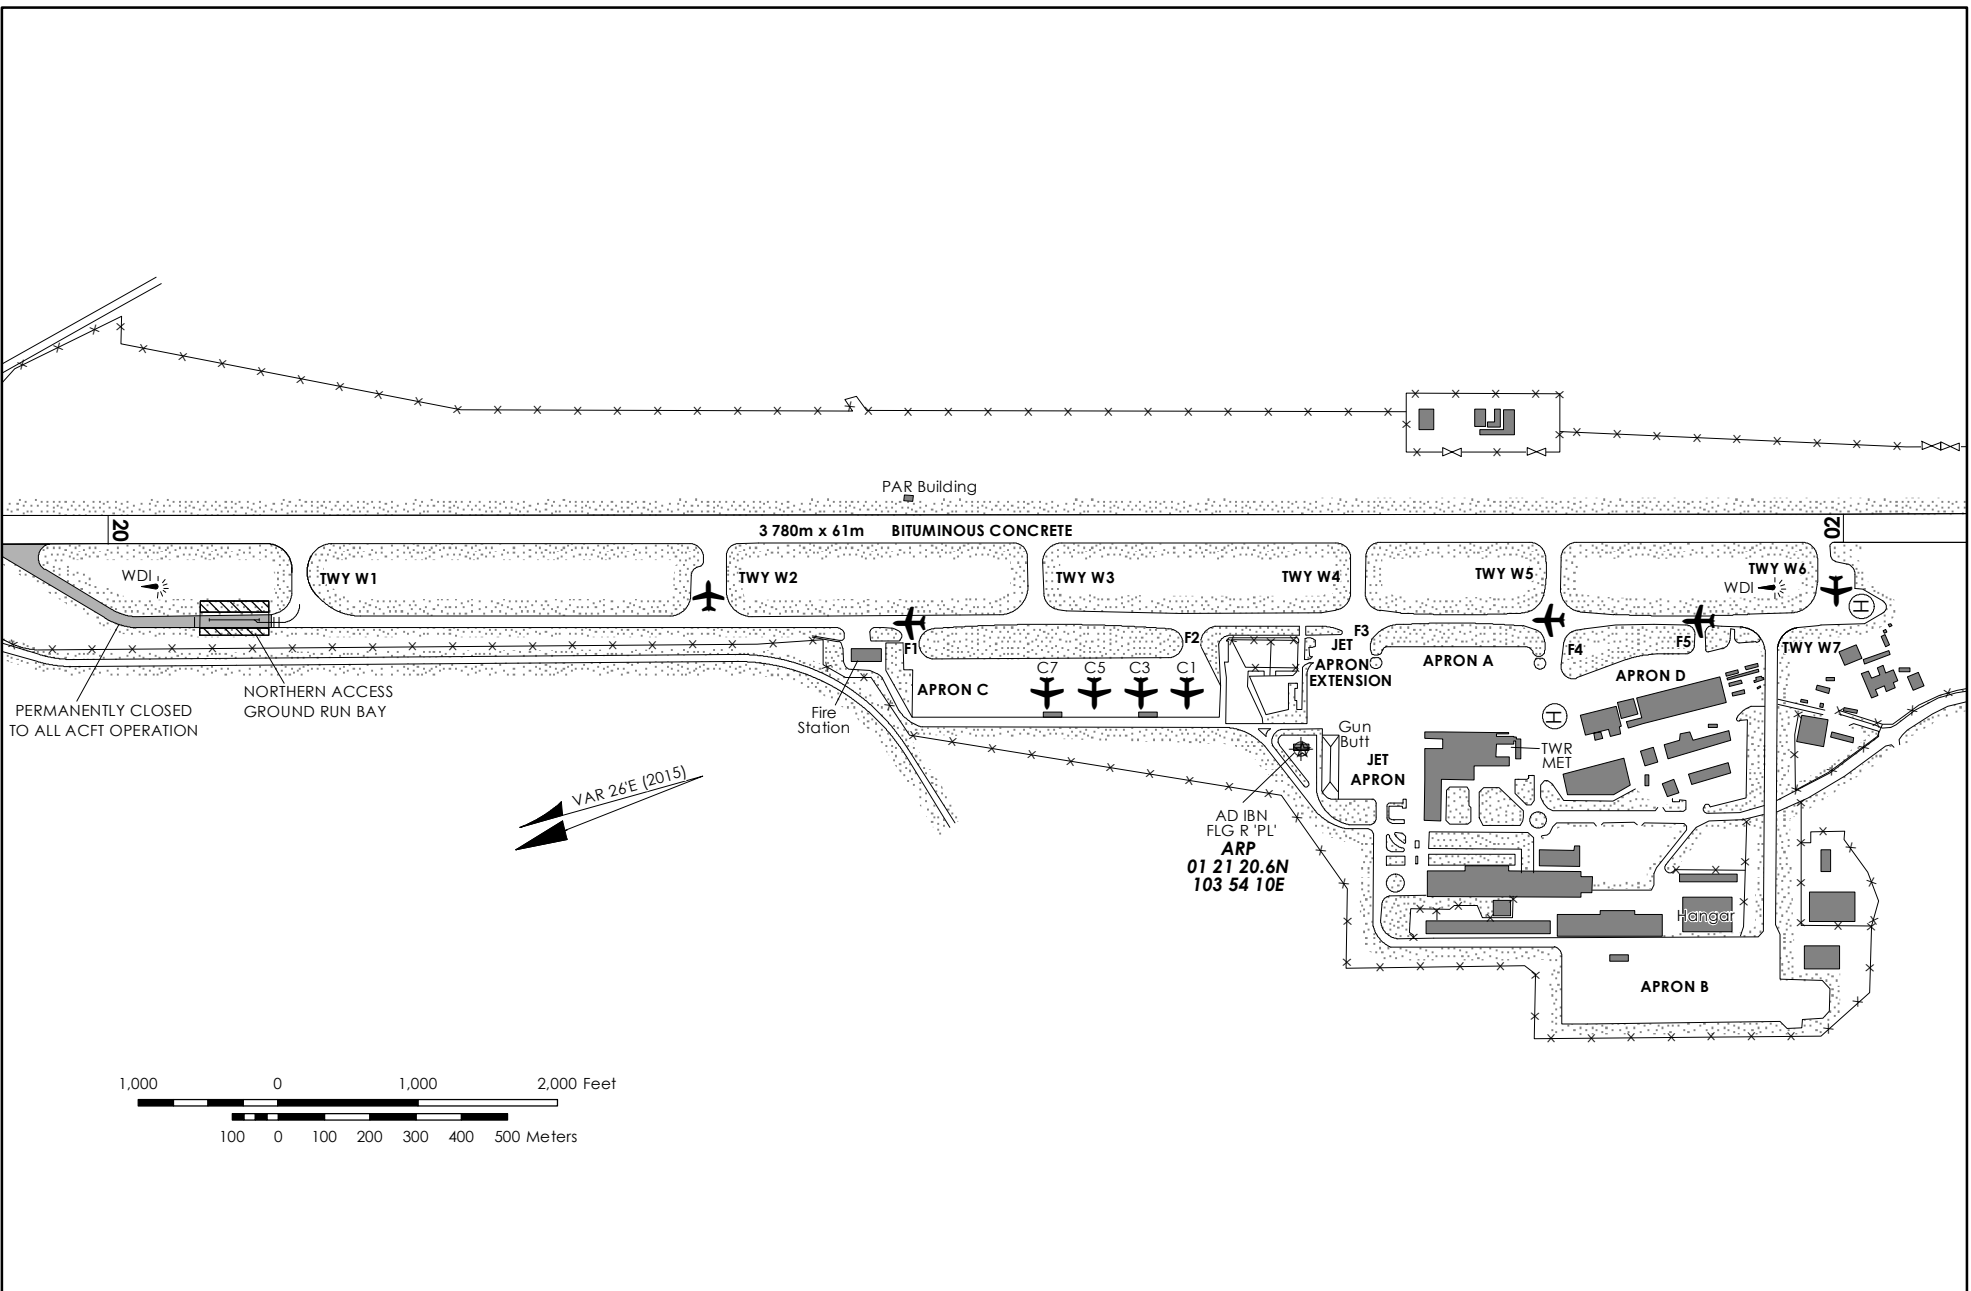 PAR Building
20
3 780m x 61m BITUMINOUS CONCRETE
02
WDI
TWY W1
TWY W2
TWY W3
TWY W4
TWY W5
TWY W6
WDI
H
F1
F2
F3
JET
APRON
EXTENSION
APRON A
F4
F5
TWY W7
APRON D
C7
C5
C3
C1
APRON C
NORTHERN ACCESS
GROUND RUN BAY
PERMANENTLY CLOSED
TO ALL ACFT OPERATION
Fire
Station
H
Gun
Butt
JET
APRON
TWR
MET
VAR 26'E (2015)
AD IBN
FLG R 'PL'
ARP
01 21 20.6N
103 54 10E
Hangar
APRON B
1,000 0 1,000 2,000 Feet
100 0 100 200 300 400 500 Meters